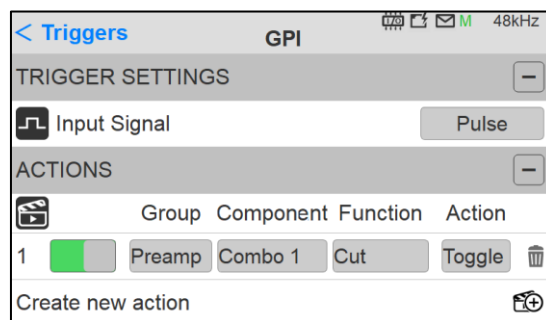 < Triggers GPI M 48kHz
TRIGGER SETTINGS
Input Signal Pulse
ACTIONS
Group Component Function Action
1 Preamp Combo 1 Cut Toggle
Create new action